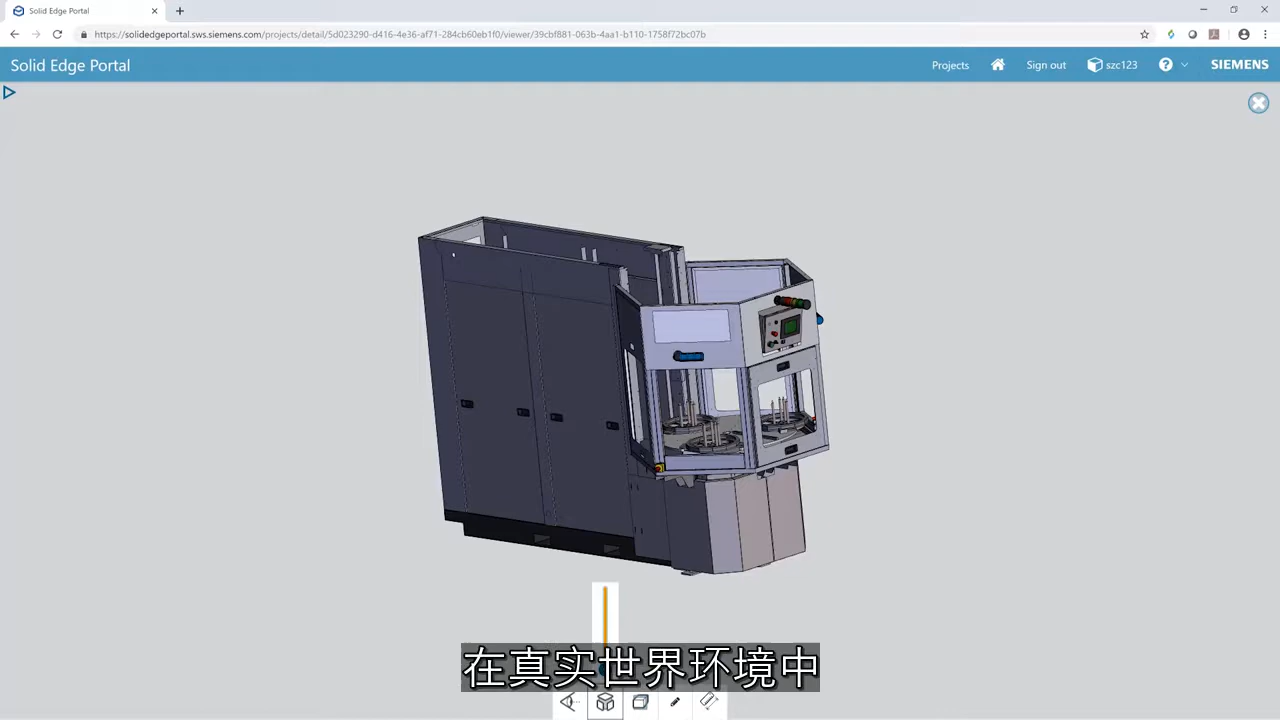 Solid Edge Portal
https://solidedgeportal.sws.siemens.com/projects/detail/5d023290-d416-4e36-af71-284cb60eb1f0/viewer/39cbf881-063b-4aa1-b110-1758f72bc07b
Solid Edge Portal
Projects
Sign out
szc123
SIEMENS
在真实世界环境中